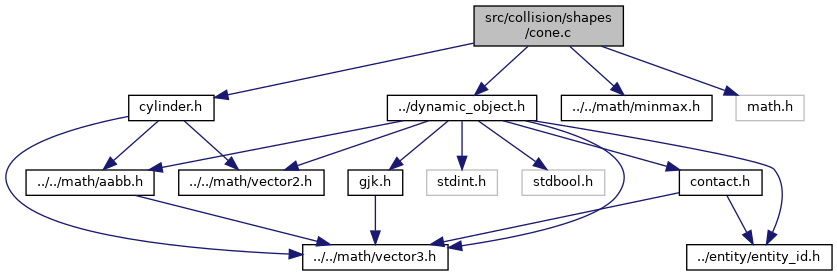 src/collision/shapes
/cone.c
cylinder.h
../dynamic_object.h
../../math/minmax.h
math.h
../../math/aabb.h
../../math/vector2.h
gjk.h
stdint.h
stdbool.h
contact.h
../../math/vector3.h
../entity/entity_id.h